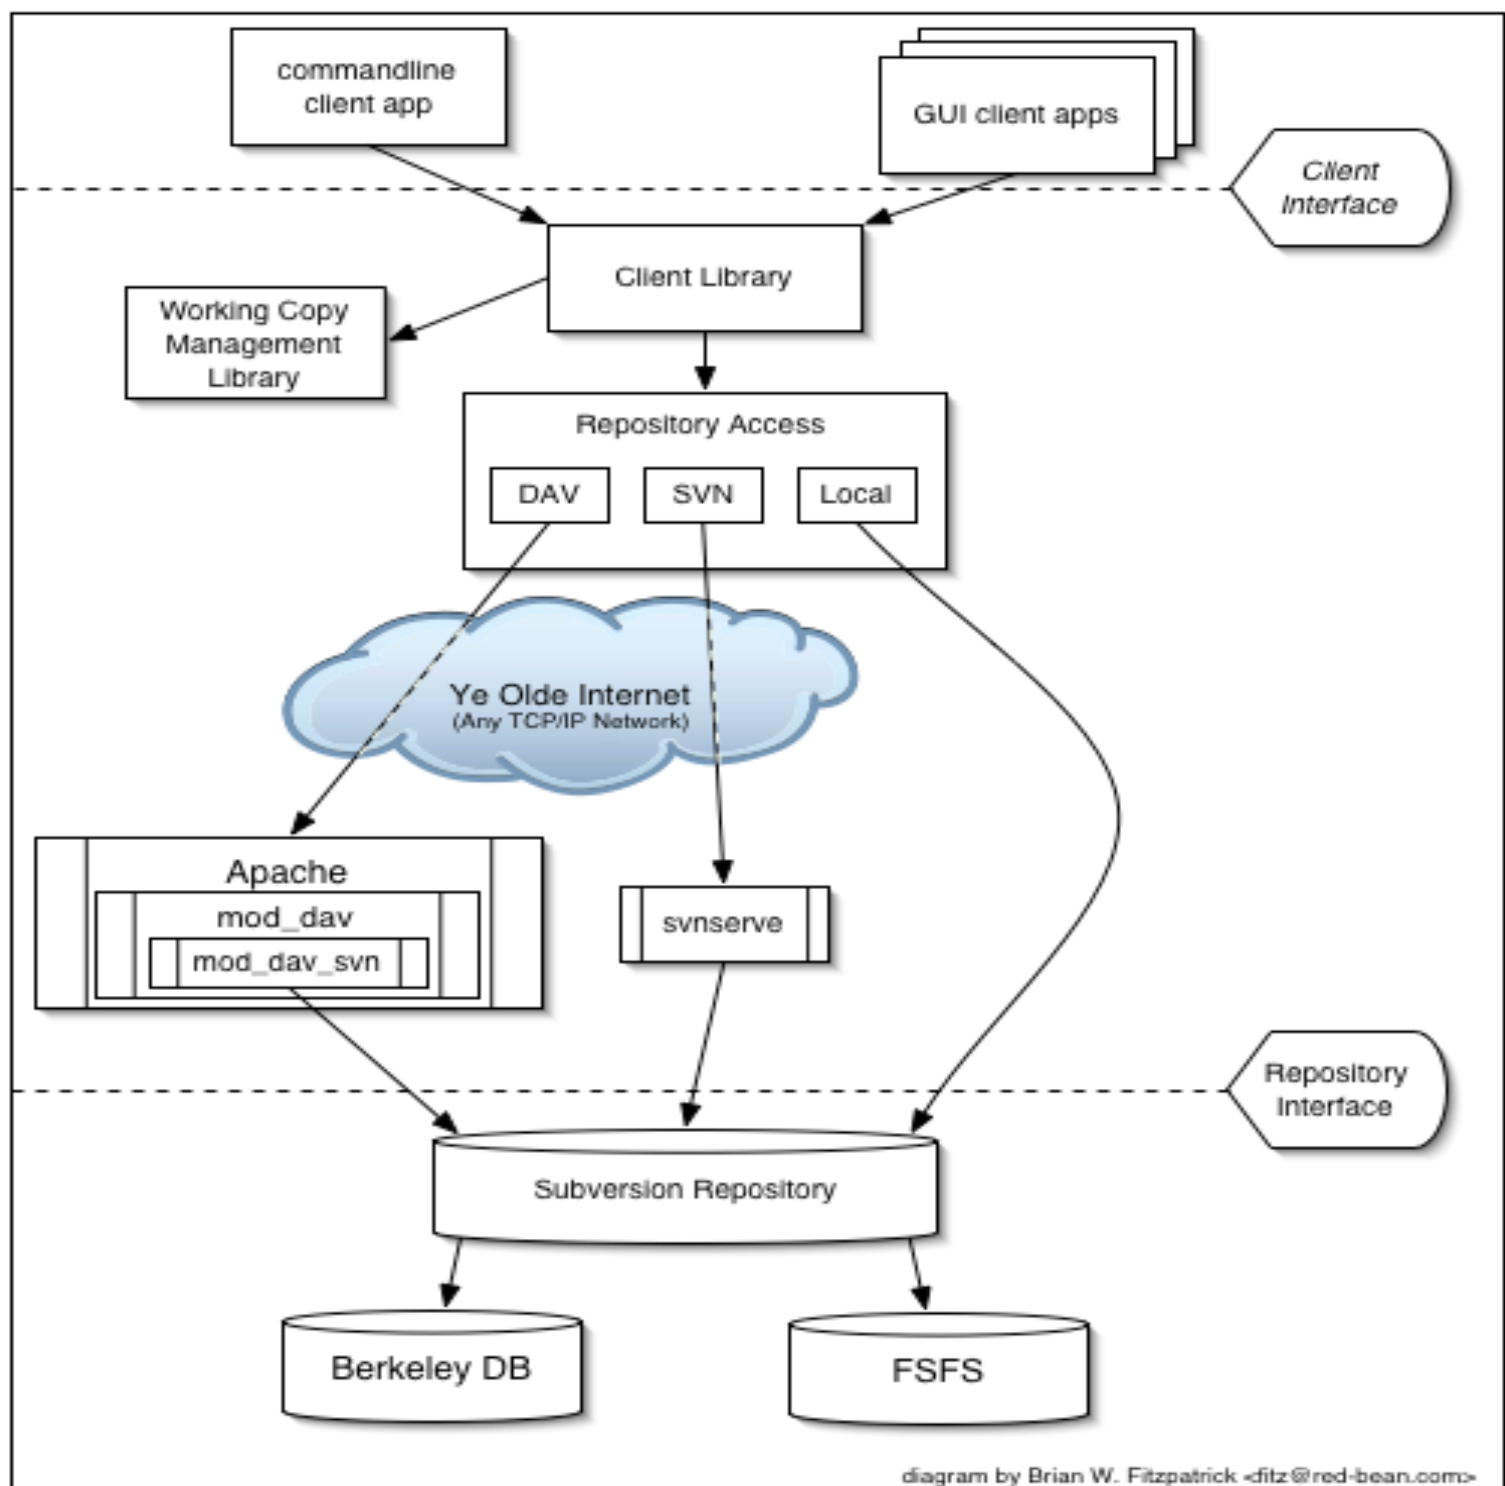 commandline
client app
GUI client apps
Client
Interface
Client Library
Working Copy
Management
Library
Repository Access
DAV
SVN
Local
Ye Olde Internet
(Any TCP/IP Network)
Apache
mod_dav
mod_dav_svn
svnserve
Repository
Interface
Subversion Repository
Berkeley DB
FSFS
diagram by Brian W. Fitzpatrick <fitz@red-bean.com>